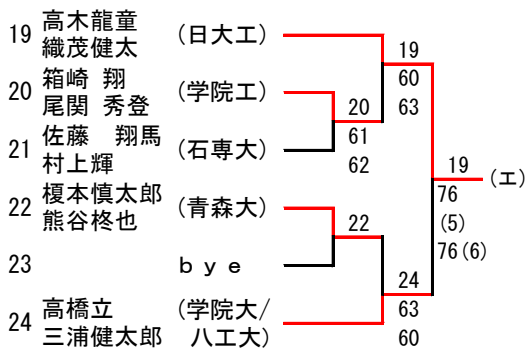 19 高木龍童 (日大工)
織茂健太
20 箱崎 翔 (学院工)
尾関 秀登
21 佐藤 翔馬 (石専大)
村上輝
22 榎本慎太郎 (青森大)
熊谷柊也
23 bye
24 高橋立 (学院大/
三浦健太郎 八工大)
20
61
62
22
19
60
63
24
63
60
19
76
(5)
76(6)
(エ)